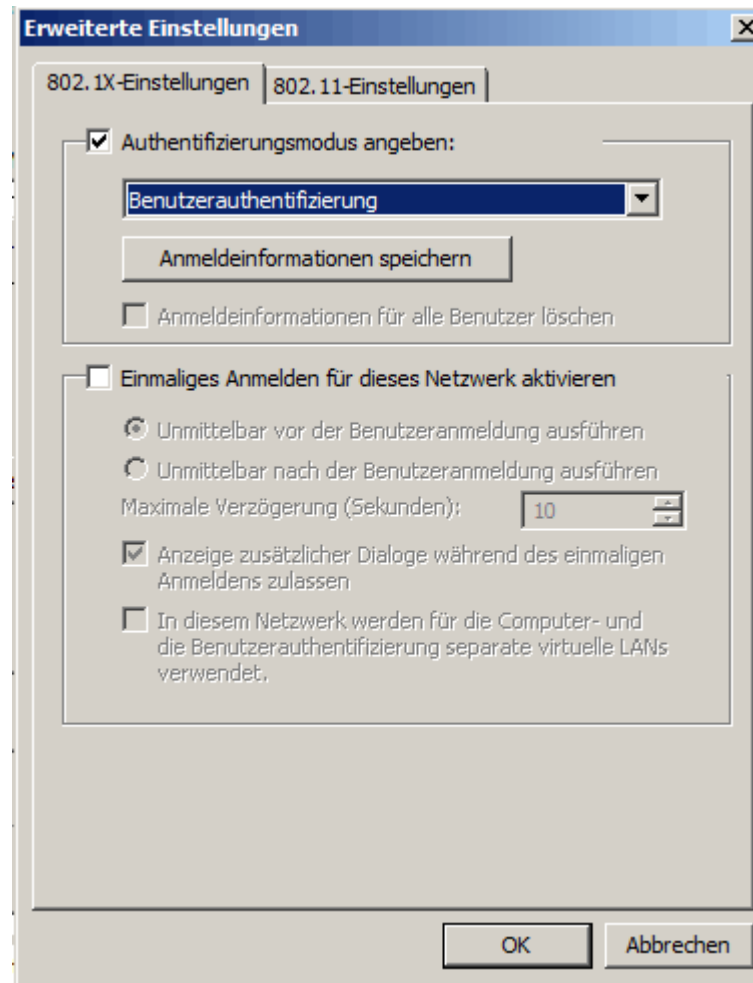 Erweiterte Einstellungen
802.1X-Einstellungen
802.11-Einstellungen
Authentifizierungsmodus angeben:
Benutzerauthentifizierung
Anmeldeinformationen speichern
Anmeldeinformationen für alle Benutzer löschen
Einmaliges Anmelden für dieses Netzwerk aktivieren
Unmittelbar vor der Benutzeranmeldung ausführen
Unmittelbar nach der Benutzeranmeldung ausführen
Maximale Verzögerung (Sekunden): 10
Anzeige zusätzlicher Dialoge während des einmaligen
Anmeldens zulassen
In diesem Netzwerk werden für die Computer- und
die Benutzerauthentifizierung separate virtuelle LANs
verwendet.
OK
Abbrechen